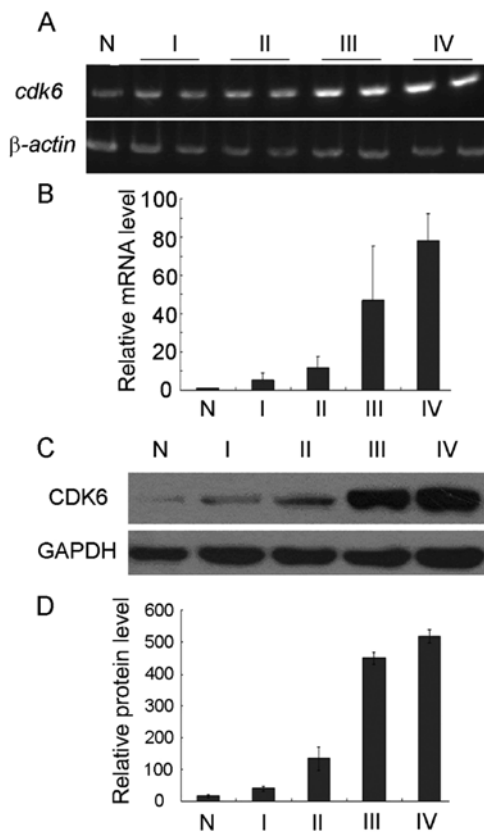 A
N I II III IV
cdk6
β-actin
B
Relative mRNA level
100
80
60
40
20
0
N I II III IV
C
N I II III IV
CDK6
GAPDH
D
Relative protein level
600
500
400
300
200
100
0
N I II III IV